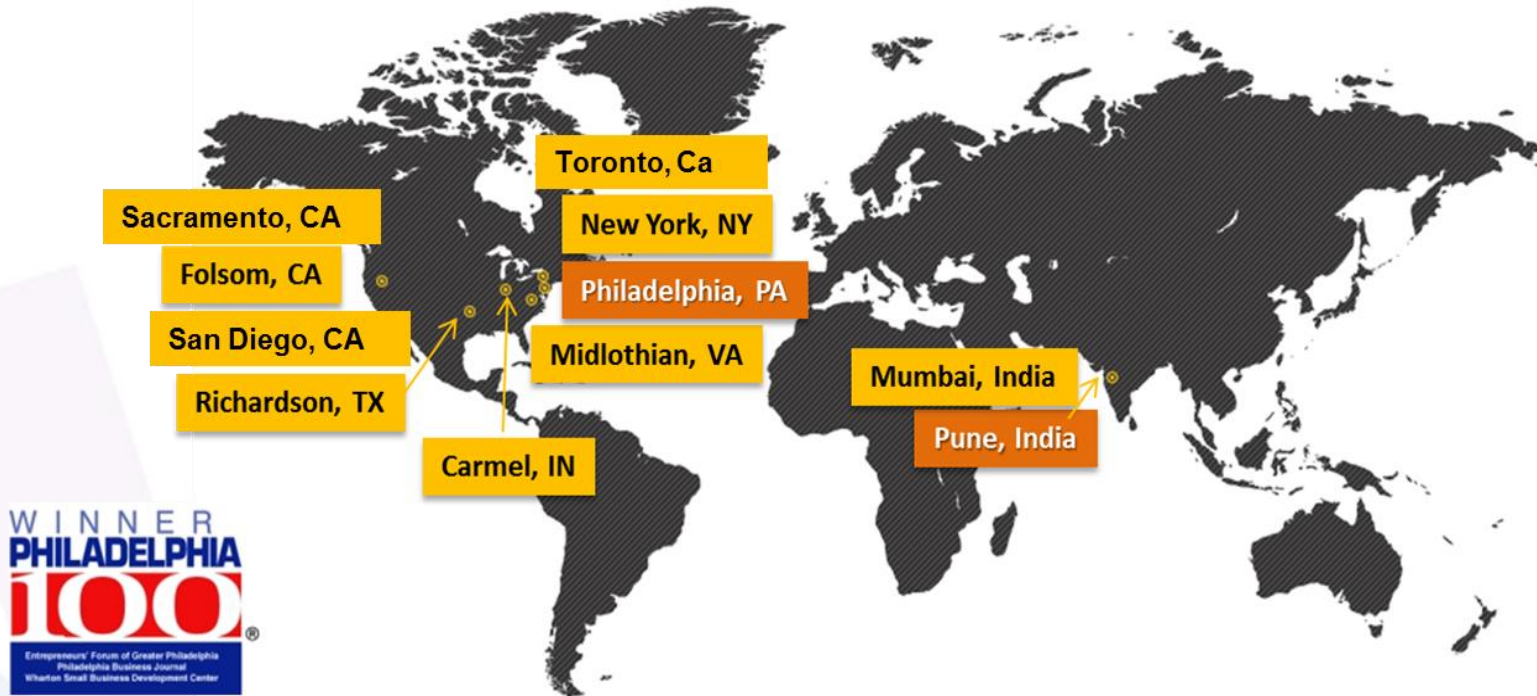 Toronto, Ca
Sacramento, CA
New York, NY
Folsom, CA
Philadelphia, PA
San Diego, CA
Midlothian, VA
Mumbai, India
Richardson, TX
Pune, India
Carmel, IN
WINNER
PHILADELPHIA
100®
Entrepreneurs' Forum of Greater Philadelphia
Philadelphia Business Journal
Wharton Small Business Development Center